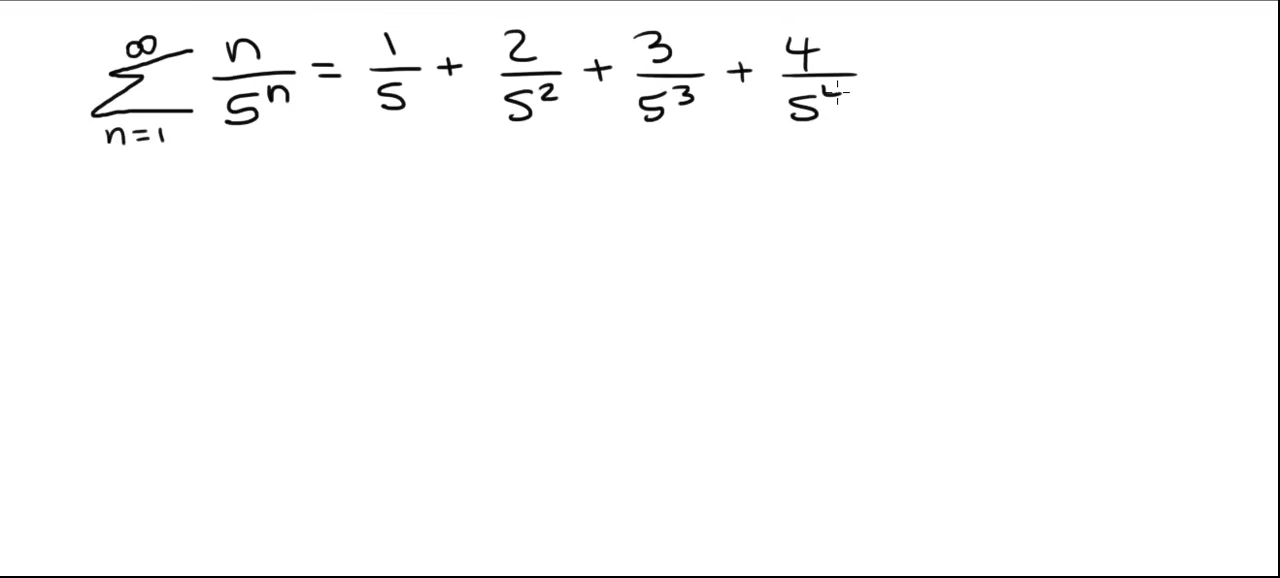 ∞∑n=1 n/5^n = 1/5 + 2/5^2 + 3/5^3 + 4/5^4